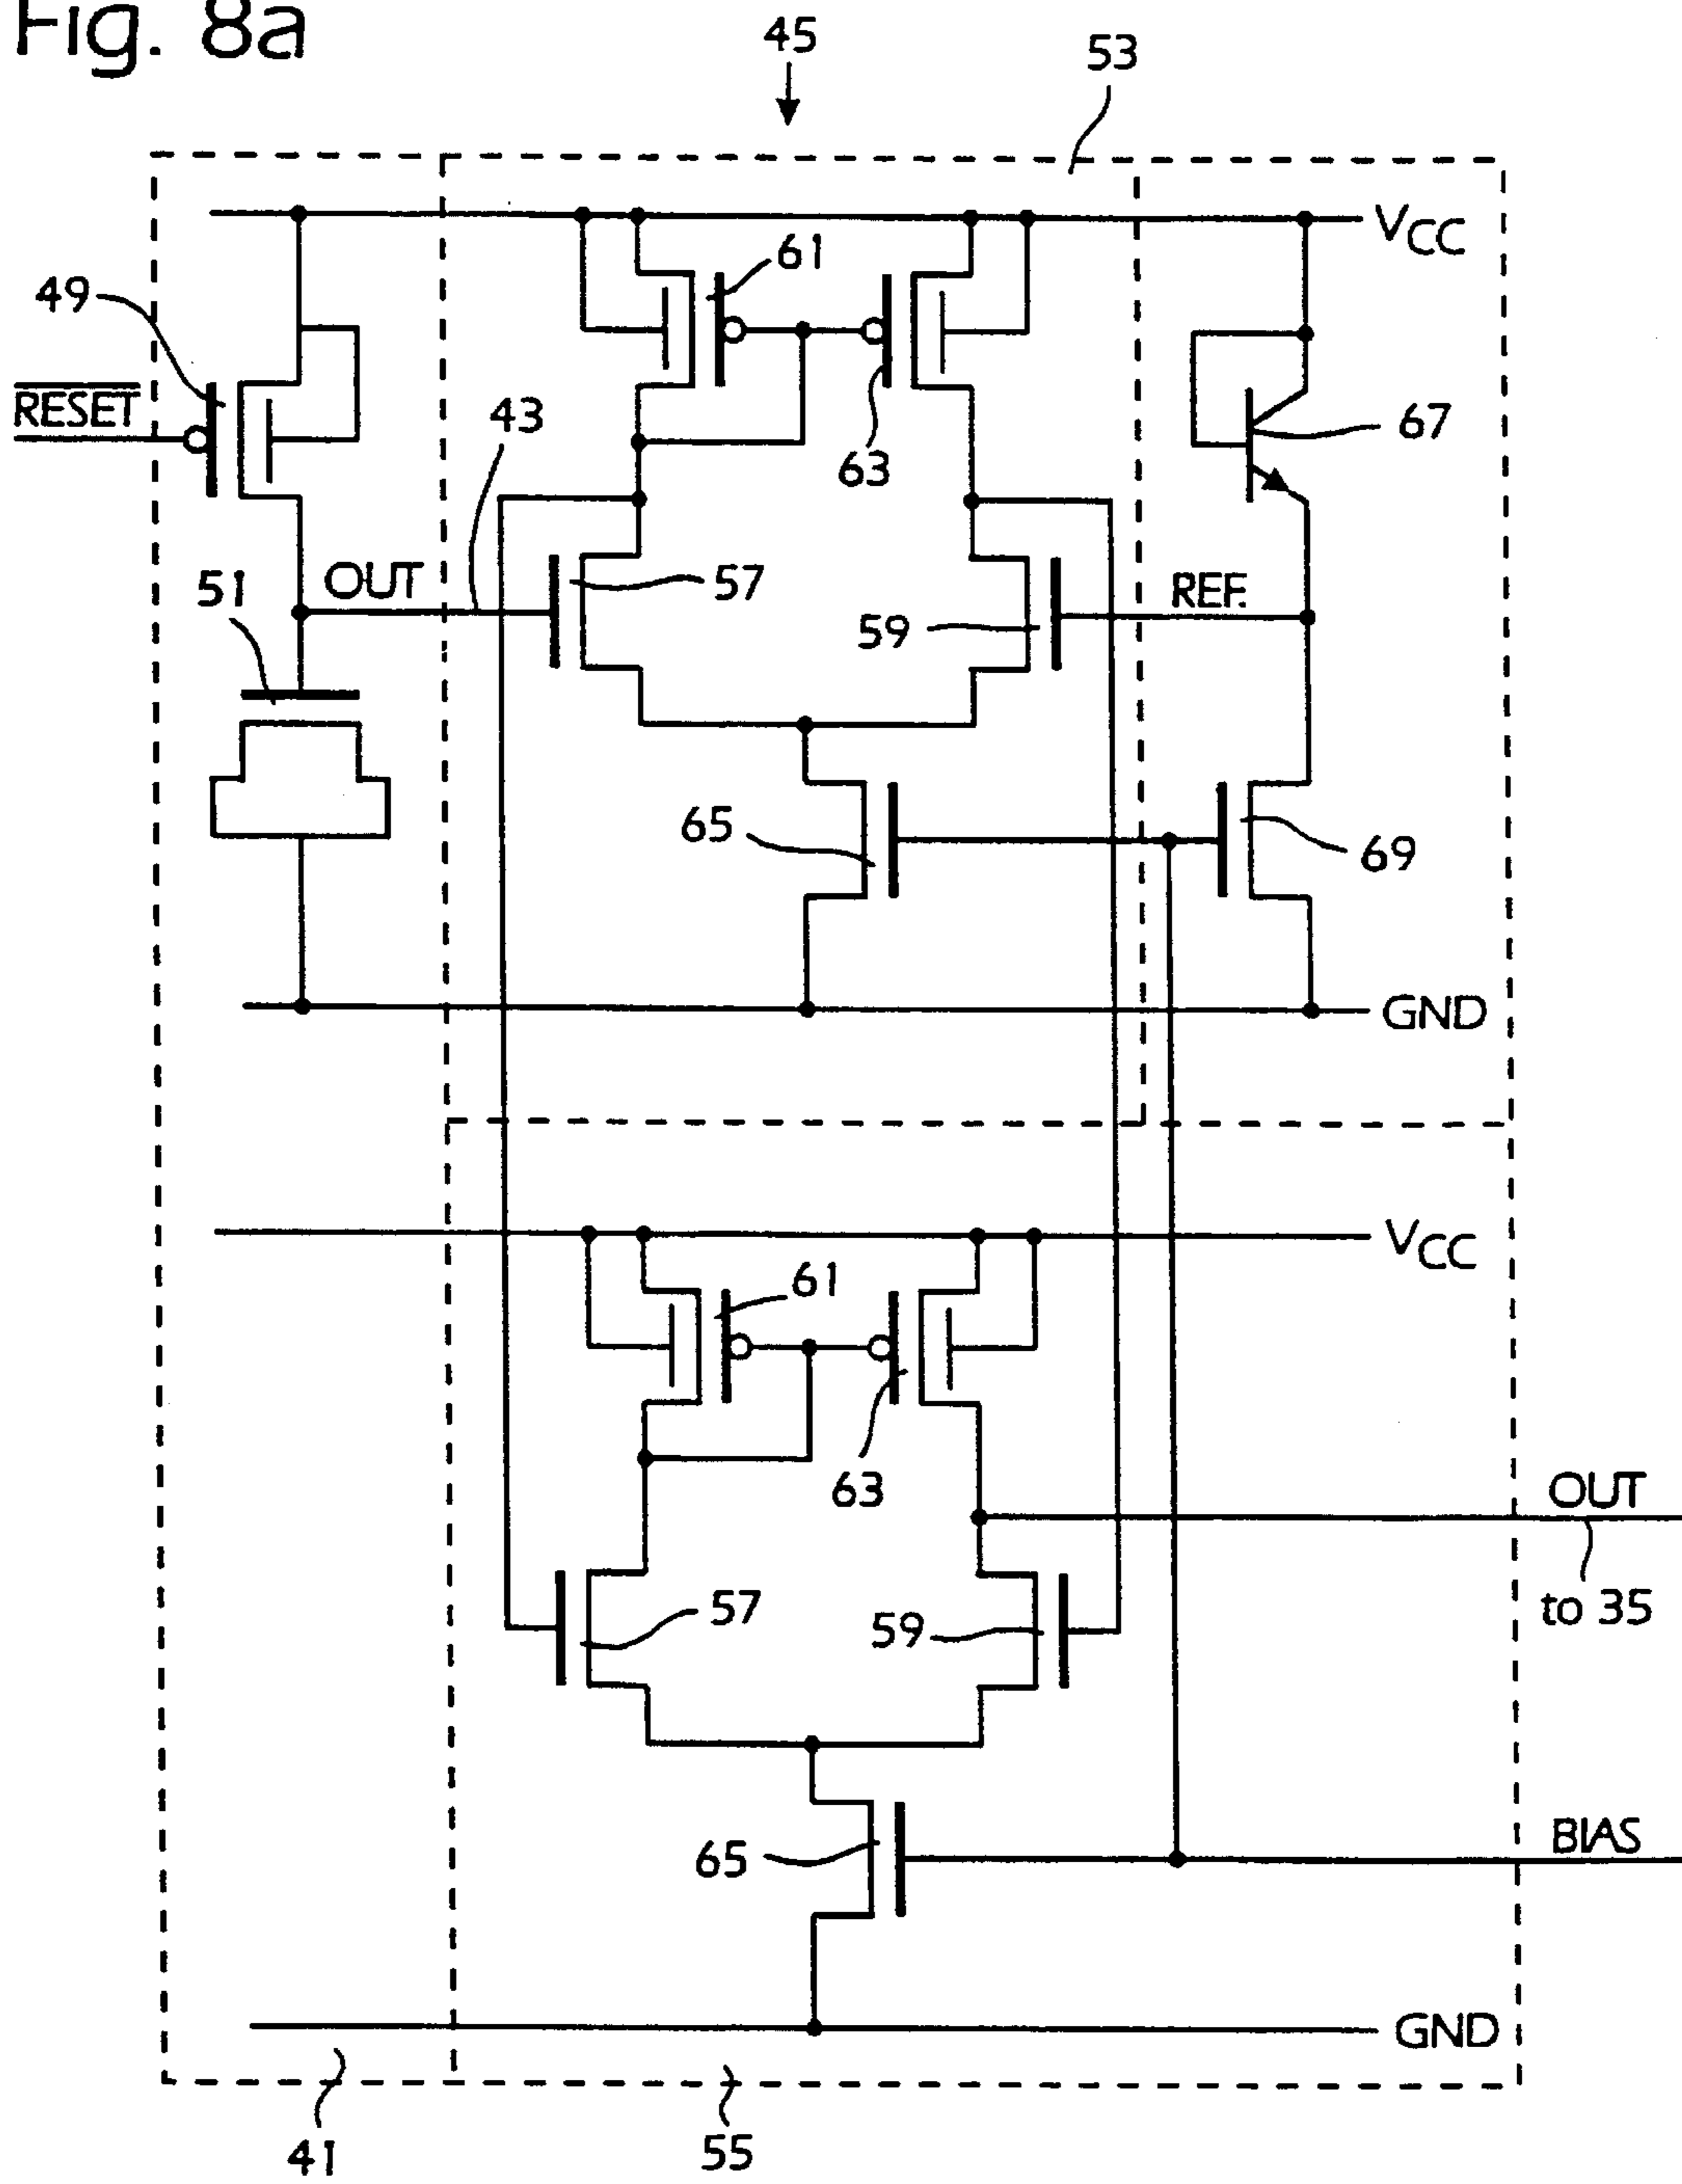 Fig. 8a
45
53
VCC
61
49
RESET
43
63
67
51
OUT
57
REF.
59
65
69
GND
VCC
61
63
OUT
57
59
to 35
65
BIAS
GND
41
55